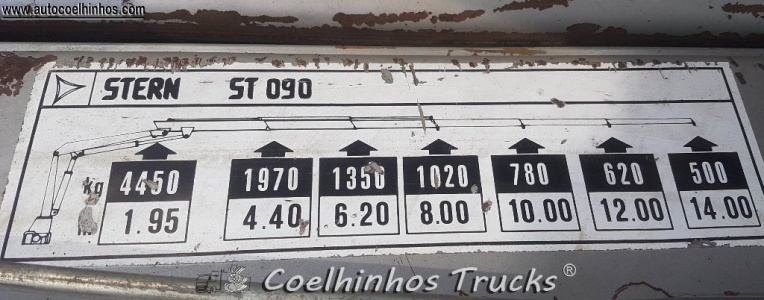 www.autocoelhinhos.com
STERN ST 090
kg 4450 1970 1350 1020 780 620 500
1.95 4.40 6.20 8.00 10.00 12.00 14.00
Coelhinhos Trucks ®